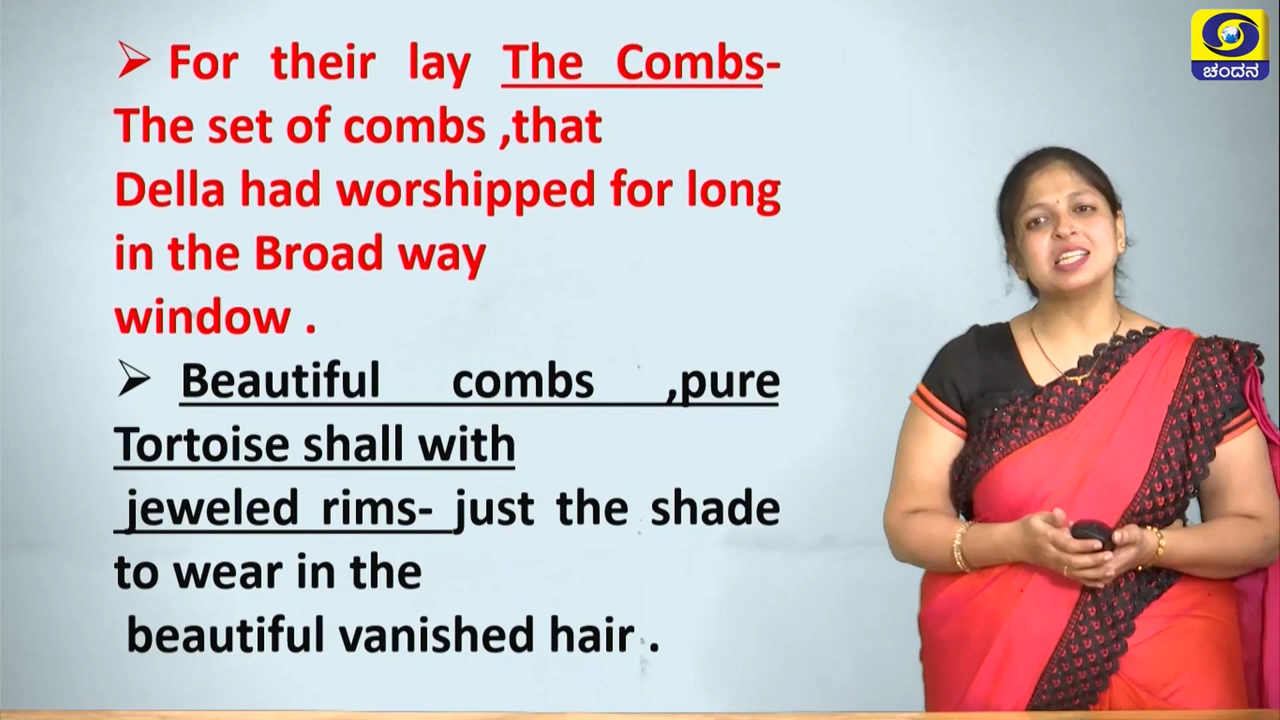 ➢ For their lay The Combs-
The set of combs ,that
Della had worshipped for long
in the Broad way
window .
➢ Beautiful combs ,pure
Tortoise shall with
jeweled rims- just the shade
to wear in the
beautiful vanished hair .
ಚಂದನ